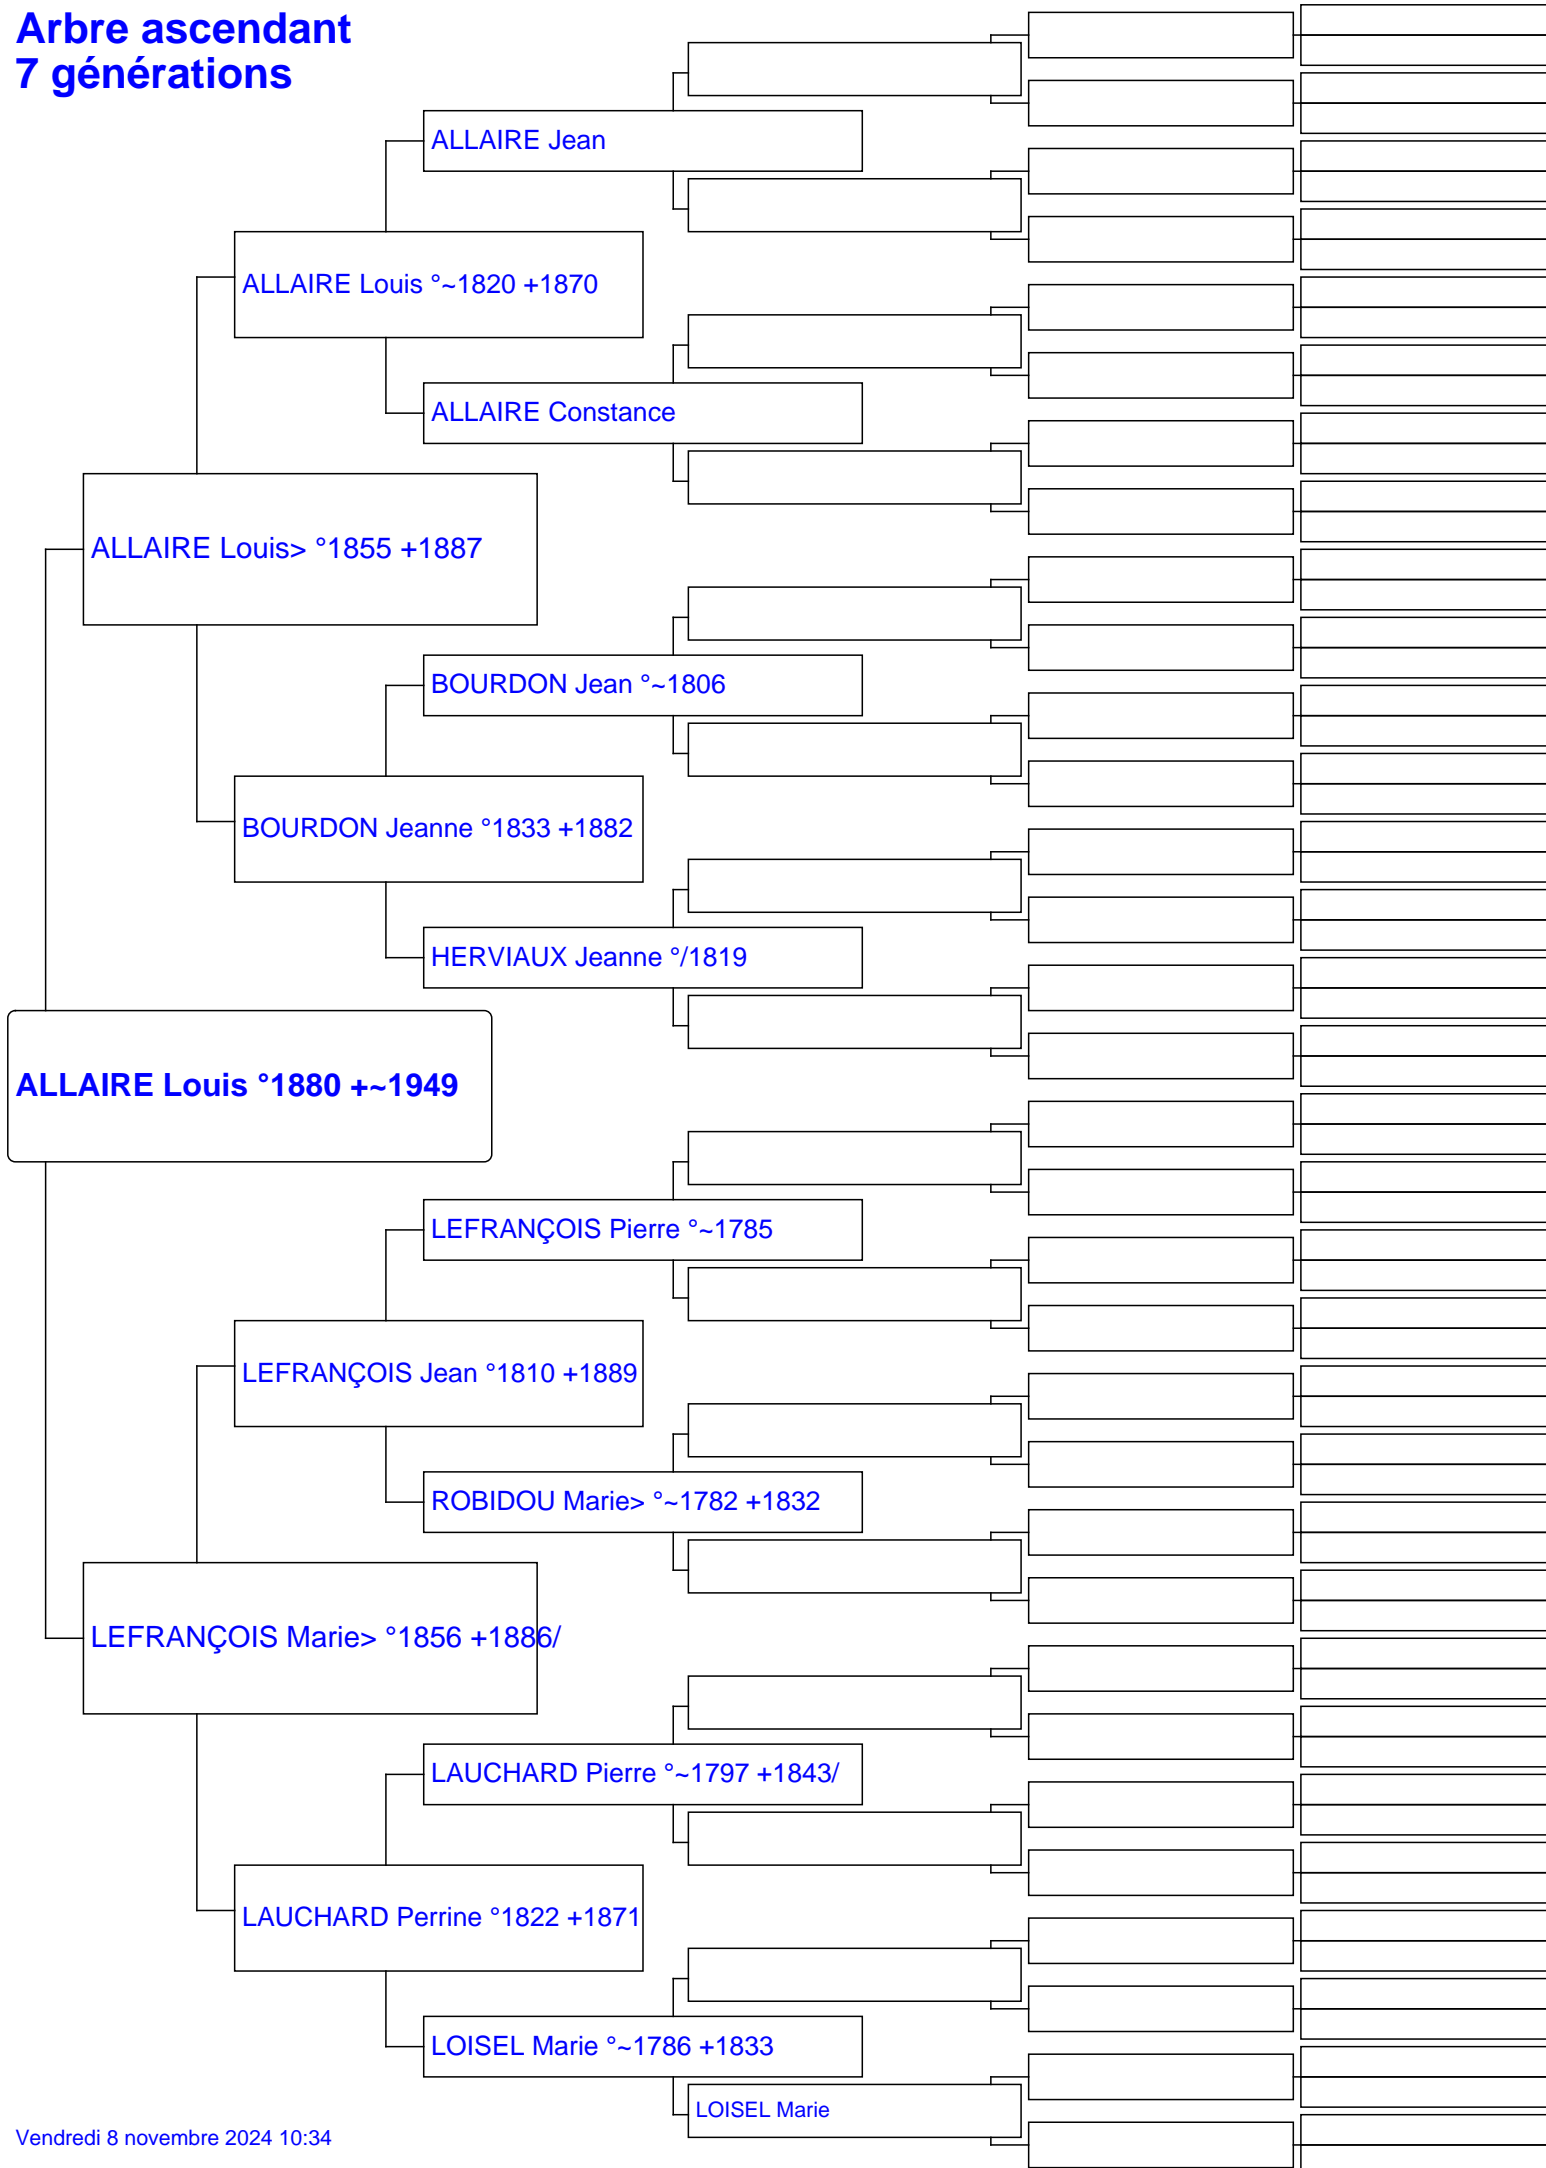 Arbre ascendant
7 générations
ALLAIRE Jean
ALLAIRE Louis °~1820 +1870
ALLAIRE Constance
ALLAIRE Louis> °1855 +1887
BOURDON Jean °~1806
BOURDON Jeanne °1833 +1882
HERVIAUX Jeanne °/1819
ALLAIRE Louis °1880 +~1949
LEFRANÇOIS Pierre °~1785
LEFRANÇOIS Jean °1810 +1889
ROBIDOU Marie> °~1782 +1832
LEFRANÇOIS Marie> °1856 +1886/
LAUCHARD Pierre °~1797 +1843/
LAUCHARD Perrine °1822 +1871
LOISEL Marie °~1786 +1833
LOISEL Marie
Vendredi 8 novembre 2024 10:34